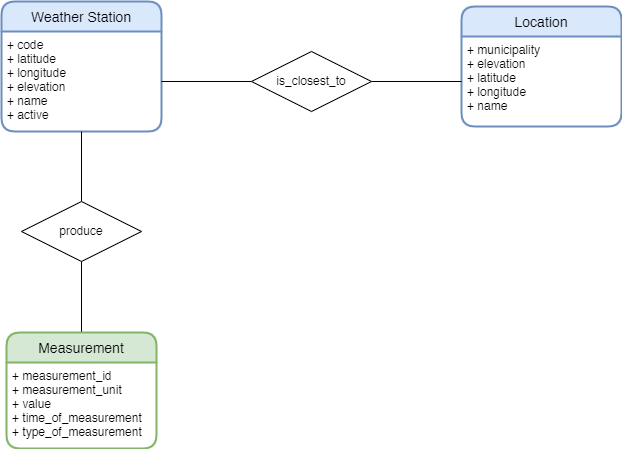 Weather Station
+ code
+ latitude
+ longitude
+ elevation
+ name
+ active
is_closest_to
Location
+ municipality
+ elevation
+ latitude
+ longitude
+ name
produce
Measurement
+ measurement_id
+ measurement_unit
+ value
+ time_of_measurement
+ type_of_measurement